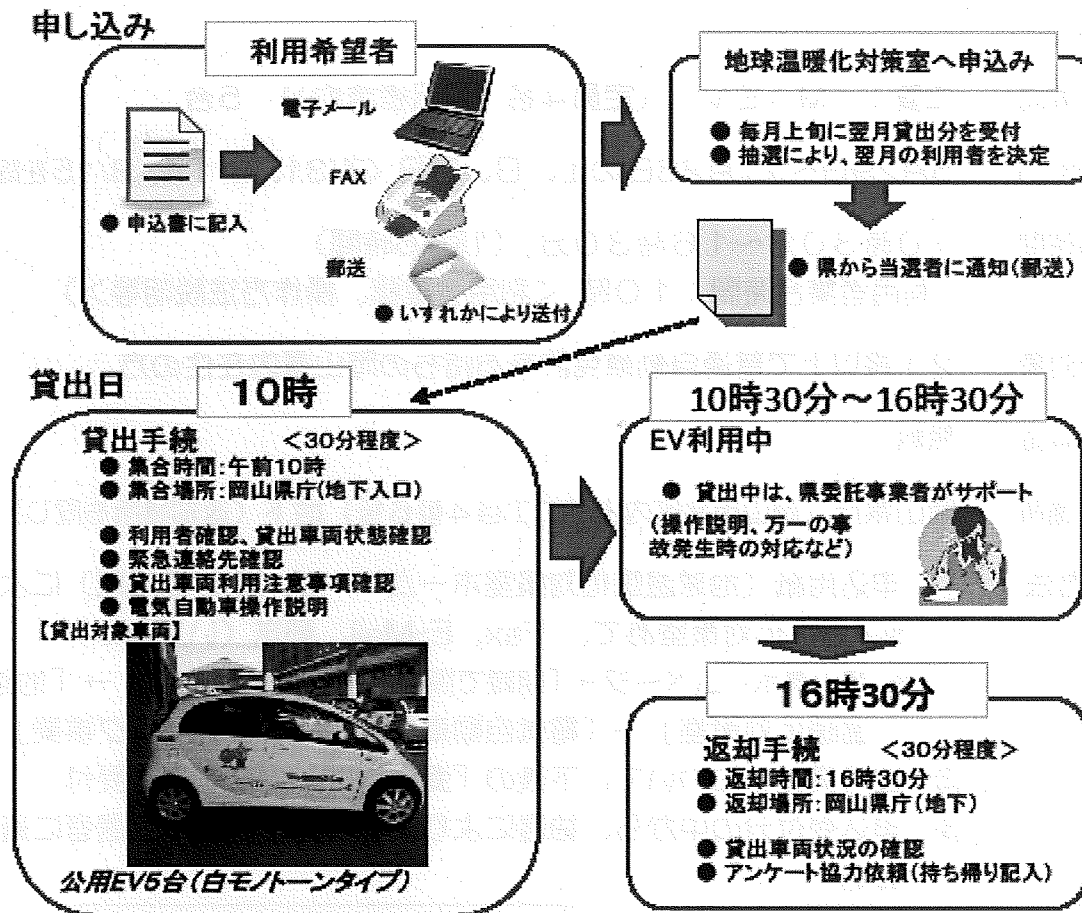 申し込み
利用希望者
電子メール
FAX
郵送
● 申込書に記入
● いずれかにより送付
地球温暖化対策室へ申込み
● 毎月上旬に翌月貸出分を受付
● 抽選により、翌月の利用者を決定
● 県から当選者に通知(郵送)
貸出日
10時
貸出手続 <30分程度>
● 集合時間:午前10時
● 集合場所:岡山県庁(地下入口)
● 利用者確認、貸出車両状態確認
● 緊急連絡先確認
● 貸出車両利用注意事項確認
● 電気自動車操作説明
【貸出対象車両】
公用EV5台(白モノトーンタイプ)
10時30分～16時30分
EV利用中
● 貸出中は、県委託事業者がサポート
(操作説明、万一の事
故発生時の対応など)
16時30分
返却手続 <30分程度>
● 返却時間:16時30分
● 返却場所:岡山県庁(地下)
● 貸出車両状況の確認
● アンケート協力依頼(持ち帰り記入)